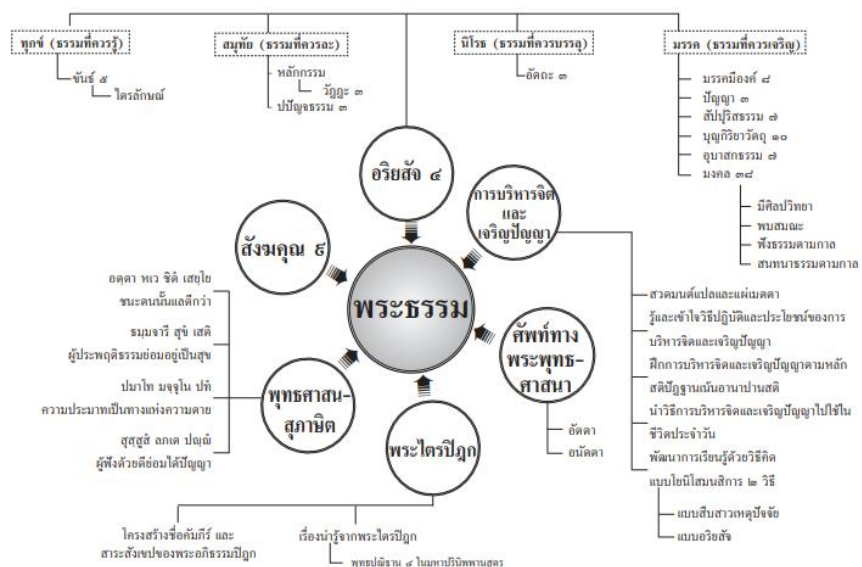 ทุกข์ (ธรรมที่ควรรู้)
ขันธ์ ๕
ไตรลักษณ์
สมุทัย (ธรรมที่ควรละ)
หลักกรรม
วัฏฏะ ๓
ปปัญจธรรม ๓
นิโรธ (ธรรมที่ควรบรรลุ)
อัตถะ ๓
มรรค (ธรรมที่ควรเจริญ)
มรรคมีองค์ ๘
ปัญญา ๓
สัปปุริสธรรม ๗
บุญกิริยาวัตถุ ๑๐
อุบาสกธรรม ๗
มงคล ๓๘
มีศิลปวิทยา
พบสมณะ
ฟังธรรมตามกาล
สนทนาธรรมตามกาล
อริยสัจ ๔
การบริหารจิต
และ
เจริญปัญญา
สังฆคุณ ๙
พระธรรม
ศัพท์ทาง
พระพุทธ-
ศาสนา
อัตตา
อนัตตา
พุทธศาสน-
สุภาษิต
พระไตรปิฎก
อตฺตา หเว ชิตํ เสยฺโย
ชนะตนนั้นแลดีกว่า
ธมฺมจารี สุขํ เสติ
ผู้ประพฤติธรรมย่อมอยู่เป็นสุข
ปมาโท มจฺจุโน ปทํ
ความประมาทเป็นทางแห่งความตาย
สุสฺสูสํ ลภเต ปญฺญํ
ผู้ฟังด้วยดีย่อมได้ปัญญา
สวดมนต์แปลและแผ่เมตตา
รู้และเข้าใจวิธีปฏิบัติและประโยชน์ของการ
บริหารจิตและเจริญปัญญา
ฝึกการบริหารจิตและเจริญปัญญาตามหลัก
สติปัฏฐานเน้นอานาปานสติ
นำวิธีการบริหารจิตและเจริญปัญญาไปใช้ใน
ชีวิตประจำวัน
พัฒนาการเรียนรู้ด้วยวิธีคิด
แบบโยนิโสมนสิการ ๒ วิธี
แบบสืบสาวเหตุปัจจัย
แบบอริยสัจ
โครงสร้างชื่อคัมภีร์ และ
สาระสังเขปของพระอภิธรรมปิฎก
เรื่องน่ารู้จากพระไตรปิฎก
พุทธปณิธาน ๔ ในมหาปรินิพพานสูตร